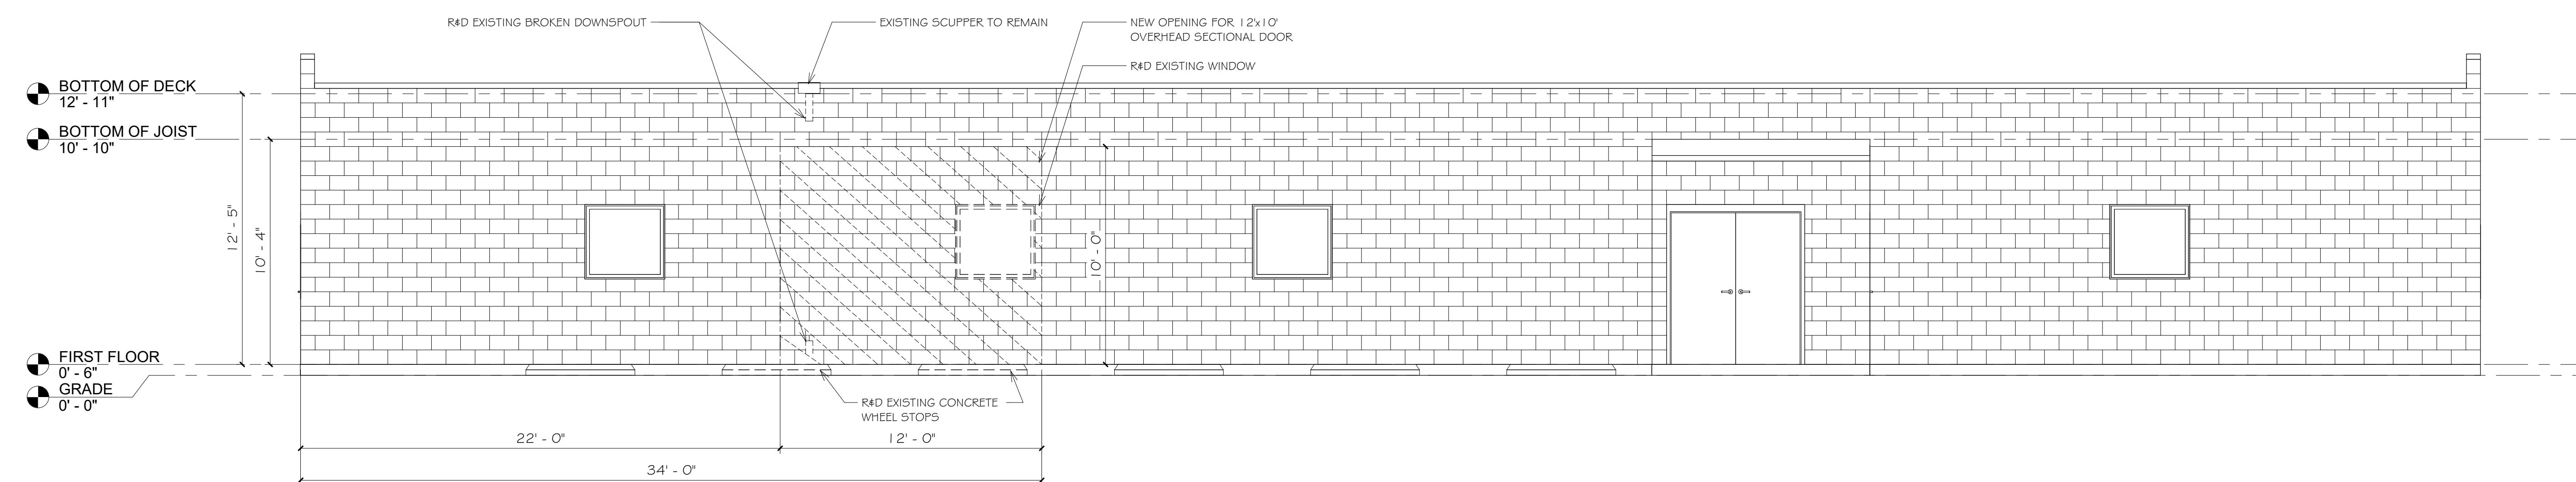 R&D EXISTING BROKEN DOWNSPOUT
EXISTING SCUPPER TO REMAIN
NEW OPENING FOR 12'x10'
OVERHEAD SECTIONAL DOOR
R&D EXISTING WINDOW
BOTTOM OF DECK
12' - 11"
BOTTOM OF JOIST
10' - 10"
12' - 5"
10' - 4"
10' - 0"
FIRST FLOOR
0' - 6"
GRADE
0' - 0"
R&D EXISTING CONCRETE
WHEEL STOPS
22' - 0"
12' - 0"
34' - 0"